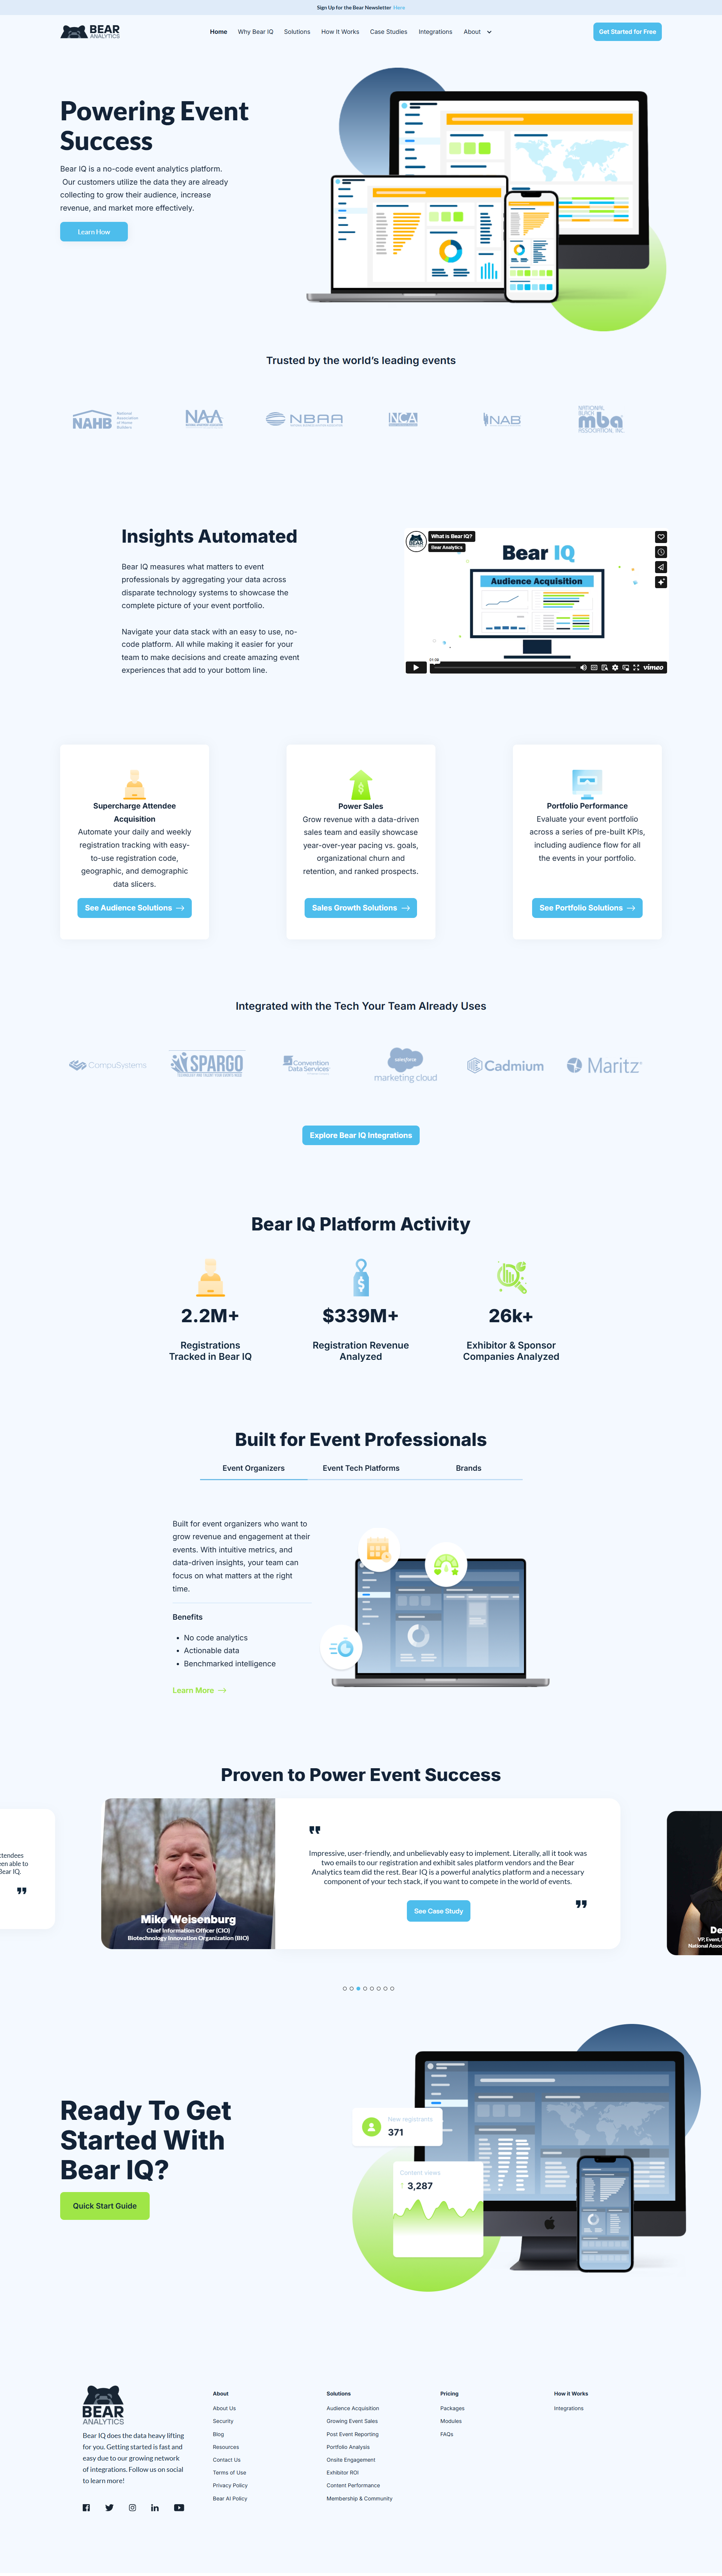 Sign Up for the Bear Newsletter Here
BEAR
ANALYTICS
Home
Why Bear IQ
Solutions
How It Works
Case Studies
Integrations
About
Get Started for Free
Powering Event
Success
Bear IQ is a no-code event analytics platform.
Our customers utilize the data they are already
collecting to grow their audience, increase
revenue, and market more effectively.
Learn How
Trusted by the world's leading events
NAHB
National
Association
of Home
Builders
NAA
NBAA
NCA
NAB
NATIONAL
BLACK
mba
ASSOCIATION, INC.
Insights Automated
Bear IQ measures what matters to event
professionals by aggregating your data across
disparate technology systems to showcase the
complete picture of your event portfolio.
Navigate your data stack with an easy to use, no-
code platform. All while making it easier for your
team to make decisions and create amazing event
experiences that add to your bottom line.
What is Bear IQ?
Bear Analytics
Bear IQ
Audience Acquisition
vimeo
Supercharge Attendee
Acquisition
Automate your daily and weekly
registration tracking with easy-
to-use registration code,
geographic, and demographic
data slicers.
See Audience Solutions
Power Sales
Grow revenue with a data-driven
sales team and easily showcase
year-over-year pacing vs. goals,
organizational churn and
retention, and ranked prospects.
Sales Growth Solutions
Portfolio Performance
Evaluate your event portfolio
across a series of pre-built KPIs,
including audience flow for all
the events in your portfolio.
See Portfolio Solutions
Integrated with the Tech Your Team Already Uses
CompuSystems
SPARGO
Convention
Data Services
salesforce
marketing cloud
Cadmium
Maritz
Explore Bear IQ Integrations
Bear IQ Platform Activity
2.2M+
Registrations
Tracked in Bear IQ
$339M+
Registration Revenue
Analyzed
26k+
Exhibitor & Sponsor
Companies Analyzed
Built for Event Professionals
Event Organizers
Event Tech Platforms
Brands
Built for event organizers who want to
grow revenue and engagement at their
events. With intuitive metrics, and
data-driven insights, your team can
focus on what matters at the right
time.
Benefits
• No code analytics
• Actionable data
• Benchmarked intelligence
Learn More
Proven to Power Event Success
ttendees
een able to
Bear IQ.
Mike Weisenburg
Chief Information Officer (CIO)
Biotechnology Innovation Organization (BIO)
Impressive, user-friendly, and unbelievably easy to implement. Literally, all it took was
two emails to our registration and exhibit sales platform vendors and the Bear
Analytics team did the rest. Bear IQ is a powerful analytics platform and a necessary
component of your tech stack, if you want to compete in the world of events.
See Case Study
De
VP, Event,
National Assoc
Ready To Get
Started With
Bear IQ?
Quick Start Guide
New registrants
371
Content views
3,287
BEAR
ANALYTICS
Bear IQ does the data heavy lifting
for you. Getting started is fast and
easy due to our growing network
of integrations. Follow us on social
to learn more!
About
About Us
Security
Blog
Resources
Contact Us
Terms of Use
Privacy Policy
Bear AI Policy
Solutions
Audience Acquisition
Growing Event Sales
Post Event Reporting
Portfolio Analysis
Onsite Engagement
Exhibitor ROI
Content Performance
Membership & Community
Pricing
Packages
Modules
FAQs
How it Works
Integrations